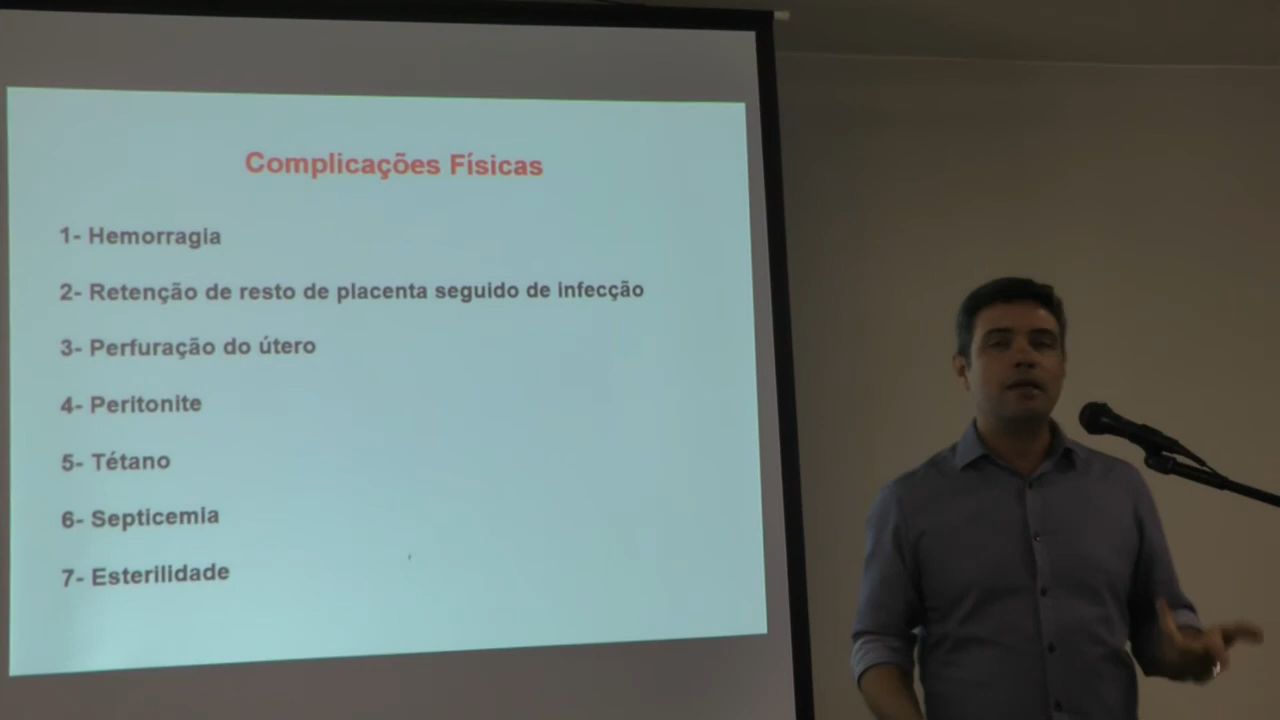 Complicações Físicas
1- Hemorragia
2- Retenção de resto de placenta seguido de infecção
3- Perfuração do útero
4- Peritonite
5- Tétano
6- Septicemia
7- Esterilidade